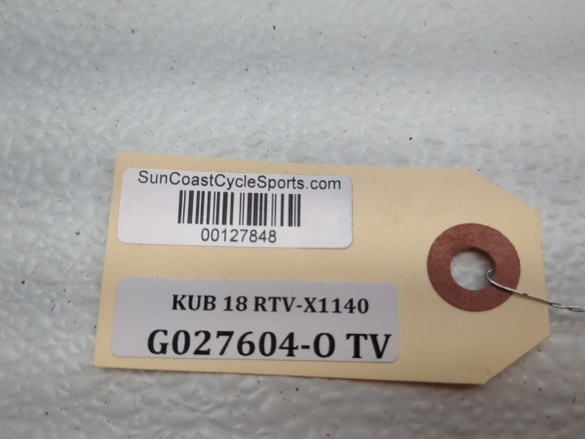 SunCoastCycleSports.com
00127848
KUB 18 RTV-X1140
G027604-O TV